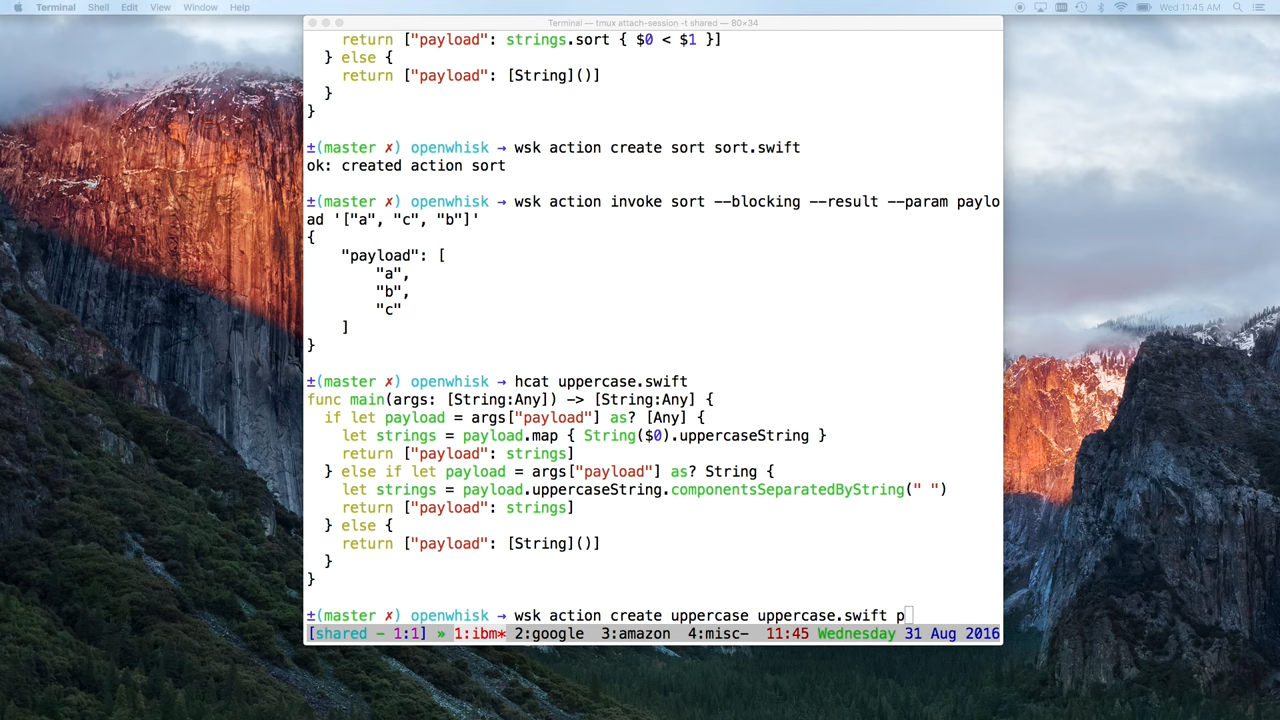 Terminal Shell Edit View Window Help Wed 11:45 AM
Terminal — tmux attach-session -t shared — 80×34
return ["payload": strings.sort { $0 < $1 }]
} else {
return ["payload": [String]()]
}
}
±(master ✗) openwhisk → wsk action create sort sort.swift
ok: created action sort
±(master ✗) openwhisk → wsk action invoke sort --blocking --result --param paylo
ad '["a", "c", "b"]'
{
"payload": [
"a",
"b",
"c"
]
}
±(master ✗) openwhisk → hcat uppercase.swift
func main(args: [String:Any]) -> [String:Any] {
if let payload = args["payload"] as? [Any] {
let strings = payload.map { String($0).uppercaseString }
return ["payload": strings]
} else if let payload = args["payload"] as? String {
let strings = payload.uppercaseString.componentsSeparatedByString(" ")
return ["payload": strings]
} else {
return ["payload": [String]()]
}
}
±(master ✗) openwhisk → wsk action create uppercase uppercase.swift p
[shared - 1:1] » 1:ibm* 2:google 3:amazon 4:misc- 11:45 Wednesday 31 Aug 2016